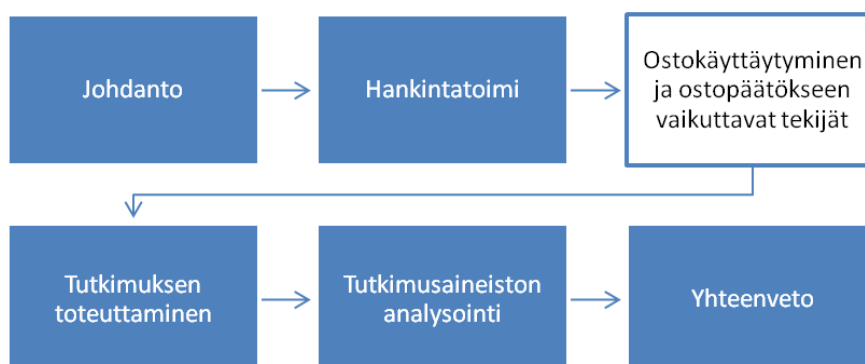 Johdanto
Hankintatoimi
Ostokäyttäytyminen
ja ostopäätökseen
vaikuttavat tekijät
Tutkimuksen
toteuttaminen
Tutkimusaineiston
analysointi
Yhteenveto